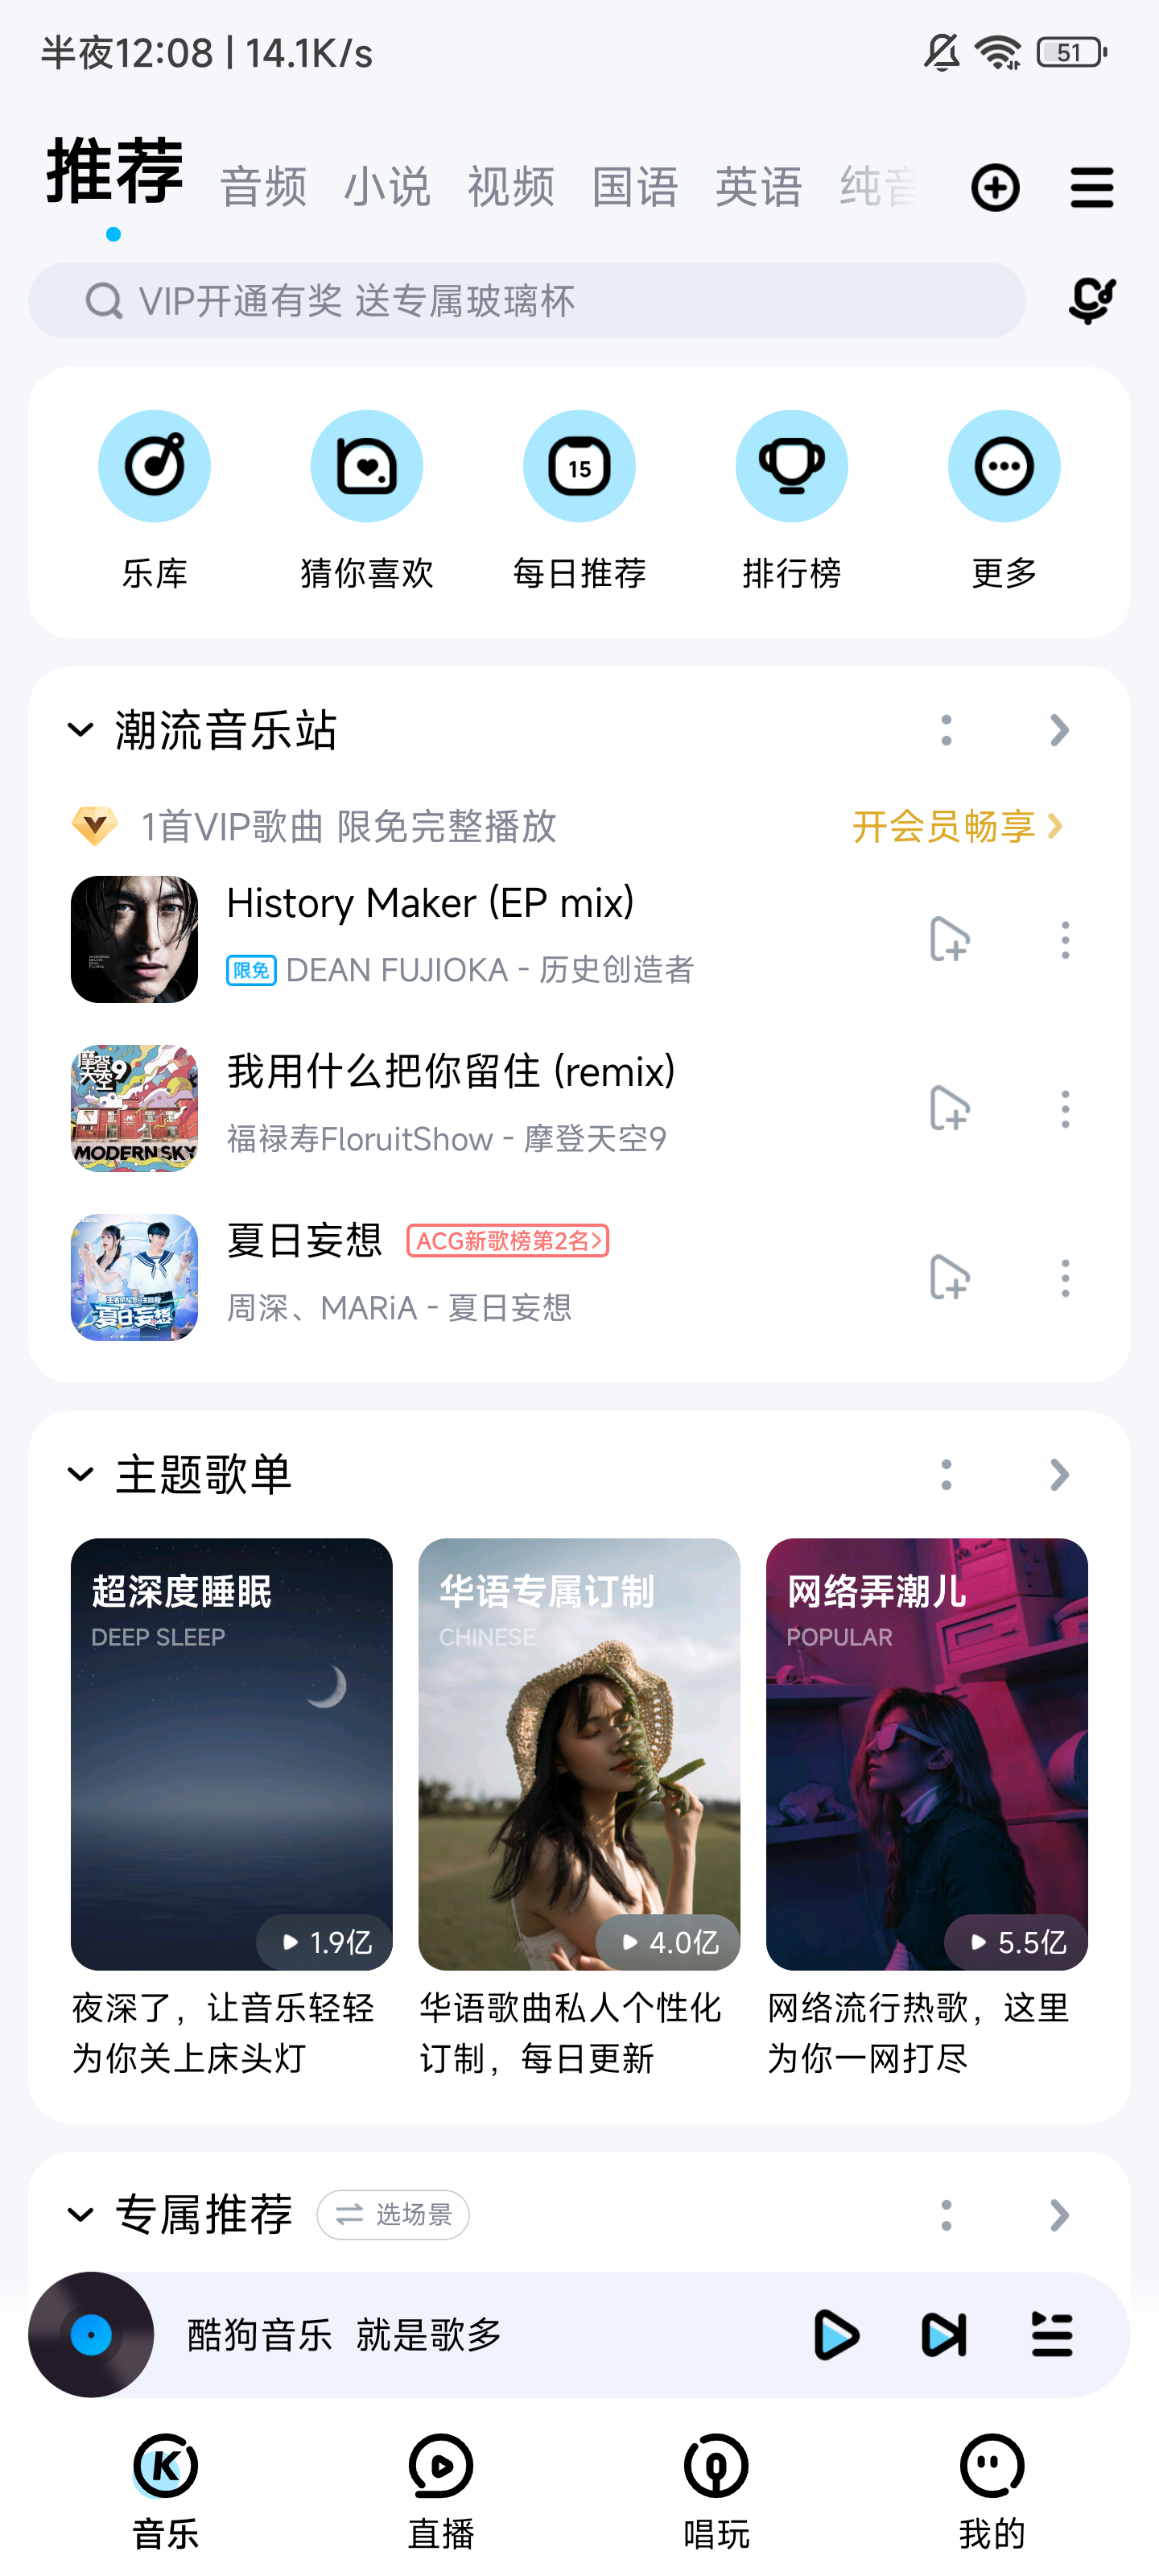 半夜12:08 | 14.1K/s
51
推荐 音频 小说 视频 国语 英语 纯音
VIP开通有奖 送专属玻璃杯
15
乐库 猜你喜欢 每日推荐 排行榜 更多
潮流音乐站
1首VIP歌曲 限免完整播放 开会员畅享
History Maker (EP mix)
限免 DEAN FUJIOKA - 历史创造者
我用什么把你留住 (remix)
福禄寿FloruitShow - 摩登天空9
MODERN SKY
夏日妄想 ACG新歌榜第2名
周深、MARiA - 夏日妄想
夏日妄想
主题歌单
超深度睡眠
DEEP SLEEP
1.9亿
夜深了，让音乐轻轻
为你关上床头灯
华语专属订制
CHINESE
4.0亿
华语歌曲私人个性化
订制，每日更新
网络弄潮儿
POPULAR
5.5亿
网络流行热歌，这里
为你一网打尽
专属推荐 选场景
酷狗音乐 就是歌多
音乐 直播 唱玩 我的